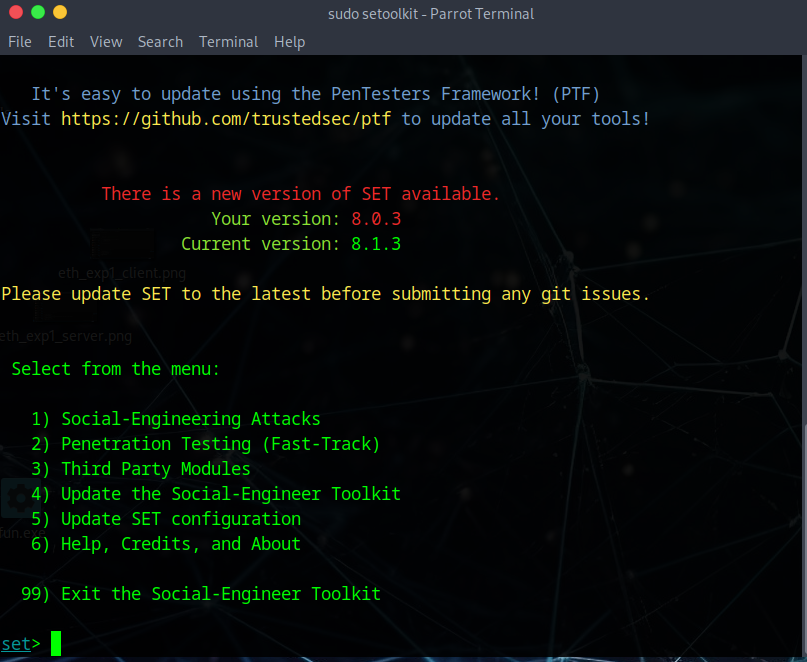 sudo setoolkit - Parrot Terminal
File Edit View Search Terminal Help
It's easy to update using the PenTesters Framework! (PTF)
Visit https://github.com/trustedsec/ptf to update all your tools!
There is a new version of SET available.
Your version: 8.0.3
Current version: 8.1.3
eth_exp1_client.png
Please update SET to the latest before submitting any git issues.
eth_exp1_server.png
Select from the menu:
1) Social-Engineering Attacks
2) Penetration Testing (Fast-Track)
3) Third Party Modules
4) Update the Social-Engineer Toolkit
5) Update SET configuration
6) Help, Credits, and About
99) Exit the Social-Engineer Toolkit
set>